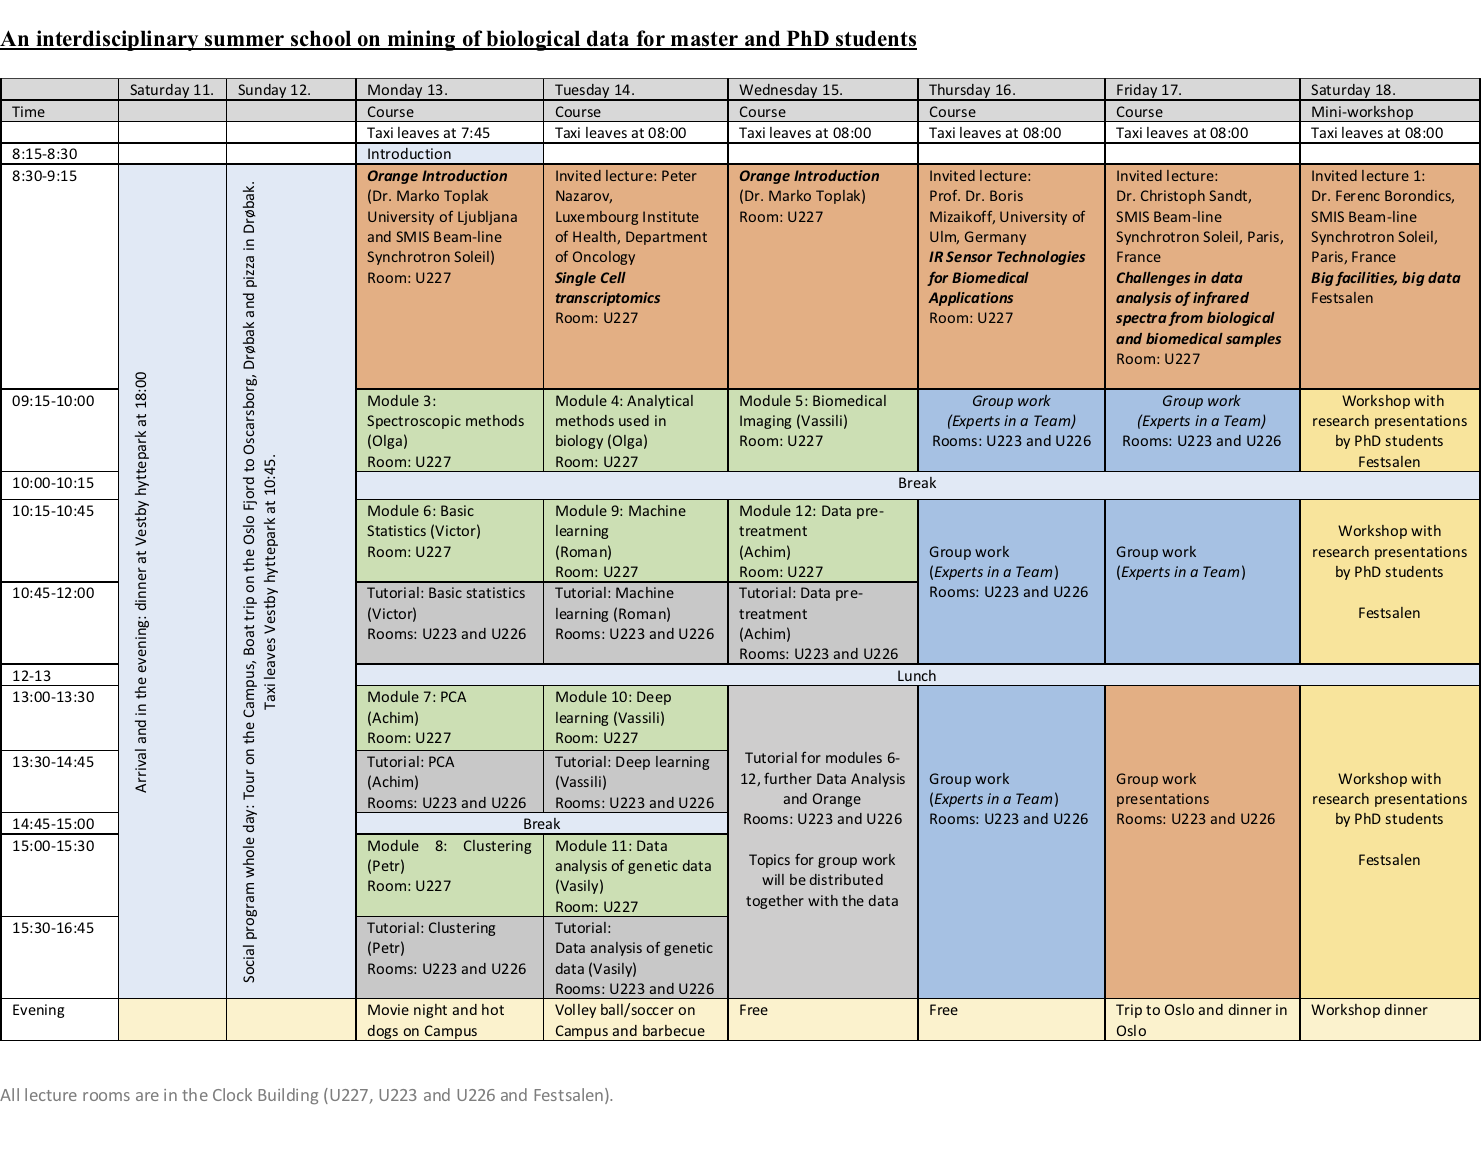 An interdisciplinary summer school on mining of biological data for master and PhD students
Saturday 11. Sunday 12. Monday 13. Tuesday 14. Wednesday 15. Thursday 16. Friday 17. Saturday 18.
Time Course Course Course Course Course Mini-workshop
Taxi leaves at 7:45 Taxi leaves at 08:00 Taxi leaves at 08:00 Taxi leaves at 08:00 Taxi leaves at 08:00 Taxi leaves at 08:00
8:15-8:30 Introduction
Arrival and in the evening: dinner at Vestby hyttepark at 18:00
Social program whole day: Tour on the Campus, Boat trip on the Oslo Fjord to Oscarsborg, Drøbak and pizza in Drøbak.
Taxi leaves Vestby hyttepark at 10:45.
8:30-9:15
Orange Introduction
(Dr. Marko Toplak
University of Ljubljana
and SMIS Beam-line
Synchrotron Soleil)
Room: U227
Invited lecture: Peter
Nazarov,
Luxembourg Institute
of Health, Department
of Oncology
Single Cell
transcriptomics
Room: U227
Orange Introduction
(Dr. Marko Toplak)
Room: U227
Invited lecture:
Prof. Dr. Boris
Mizaikoff, University of
Ulm, Germany
IR Sensor Technologies
for Biomedical
Applications
Room: U227
Invited lecture:
Dr. Christoph Sandt,
SMIS Beam-line
Synchrotron Soleil, Paris,
France
Challenges in data
analysis of infrared
spectra from biological
and biomedical samples
Room: U227
Invited lecture 1:
Dr. Ferenc Borondics,
SMIS Beam-line
Synchrotron Soleil,
Paris, France
Big facilities, big data
Festsalen
09:15-10:00
Module 3:
Spectroscopic methods
(Olga)
Room: U227
Module 4: Analytical
methods used in
biology (Olga)
Room: U227
Module 5: Biomedical
Imaging (Vassili)
Room: U227
Group work
(Experts in a Team)
Rooms: U223 and U226
Group work
(Experts in a Team)
Rooms: U223 and U226
Workshop with
research presentations
by PhD students
Festsalen
10:00-10:15 Break
10:15-10:45
Module 6: Basic
Statistics (Victor)
Room: U227
Module 9: Machine
learning
(Roman)
Room: U227
Module 12: Data pre-
treatment
(Achim)
Room: U227
Group work
(Experts in a Team)
Rooms: U223 and U226
Group work
(Experts in a Team)
Workshop with
research presentations
by PhD students
Festsalen
10:45-12:00
Tutorial: Basic statistics
(Victor)
Rooms: U223 and U226
Tutorial: Machine
learning (Roman)
Rooms: U223 and U226
Tutorial: Data pre-
treatment
(Achim)
Rooms: U223 and U226
12-13 Lunch
13:00-13:30
Module 7: PCA
(Achim)
Room: U227
Module 10: Deep
learning (Vassili)
Room: U227
Tutorial for modules 6-
12, further Data Analysis
and Orange
Rooms: U223 and U226
Topics for group work
will be distributed
together with the data
Group work
(Experts in a Team)
Rooms: U223 and U226
Group work
presentations
Rooms: U223 and U226
Workshop with
research presentations
by PhD students
Festsalen
13:30-14:45
Tutorial: PCA
(Achim)
Rooms: U223 and U226
Tutorial: Deep learning
(Vassili)
Rooms: U223 and U226
14:45-15:00 Break
15:00-15:30
Module 8: Clustering
(Petr)
Room: U227
Module 11: Data
analysis of genetic data
(Vasily)
Room: U227
15:30-16:45
Tutorial: Clustering
(Petr)
Rooms: U223 and U226
Tutorial:
Data analysis of genetic
data (Vasily)
Rooms: U223 and U226
Evening
Movie night and hot
dogs on Campus
Volley ball/soccer on
Campus and barbecue
Free
Free
Trip to Oslo and dinner in
Oslo
Workshop dinner
All lecture rooms are in the Clock Building (U227, U223 and U226 and Festsalen).